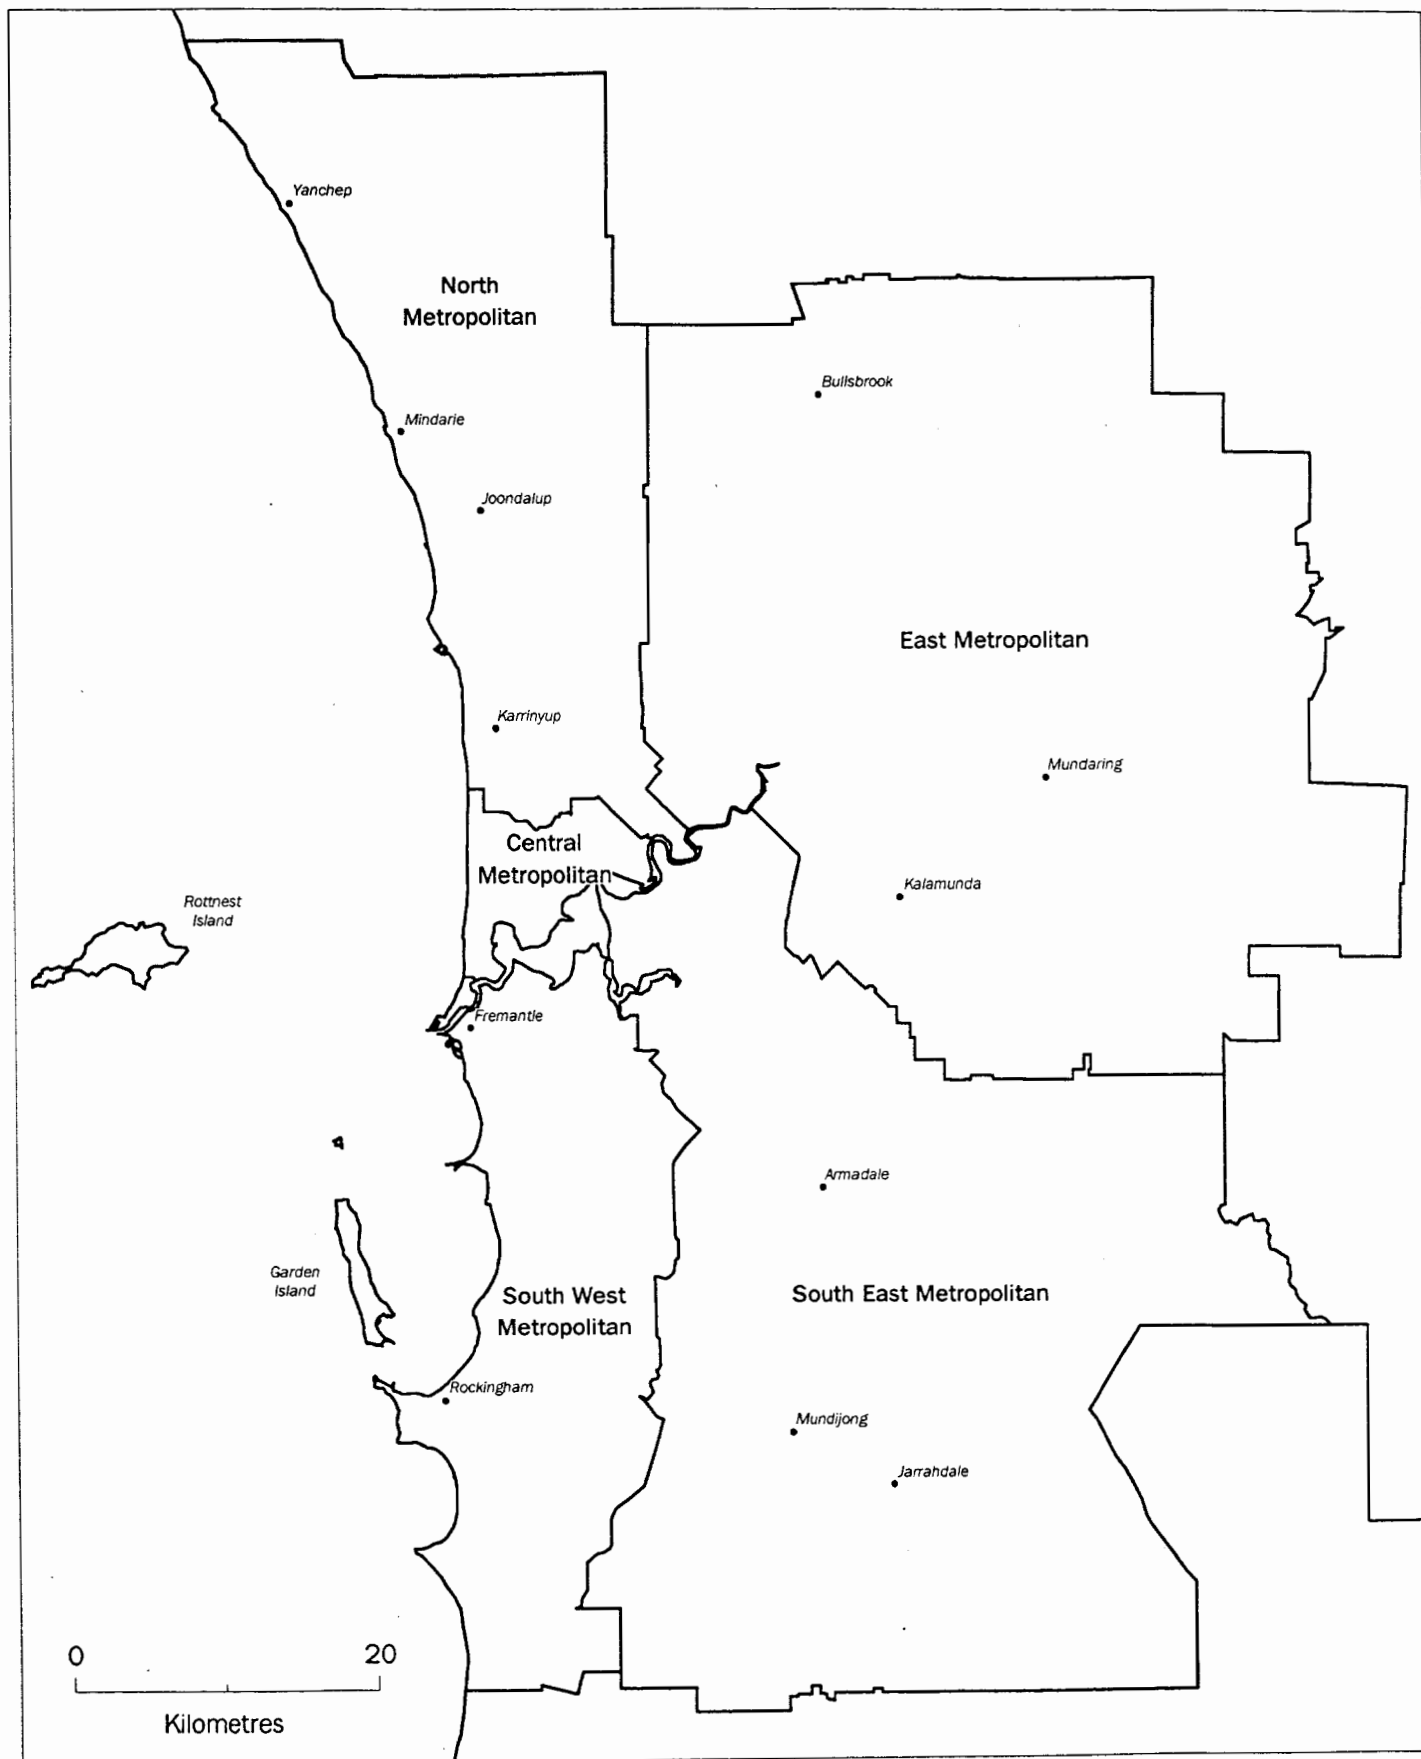 Yanchep
North
Metropolitan
Bullsbrook
Mindarie
Joondalup
East Metropolitan
Karrinyup
Mundaring
Central
Metropolitan
Kalamunda
Rottnest
Island
Fremantle
Armadale
Garden
Island
South West
Metropolitan
South East Metropolitan
Rockingham
Mundijong
Jarrahdale
0 20
Kilometres